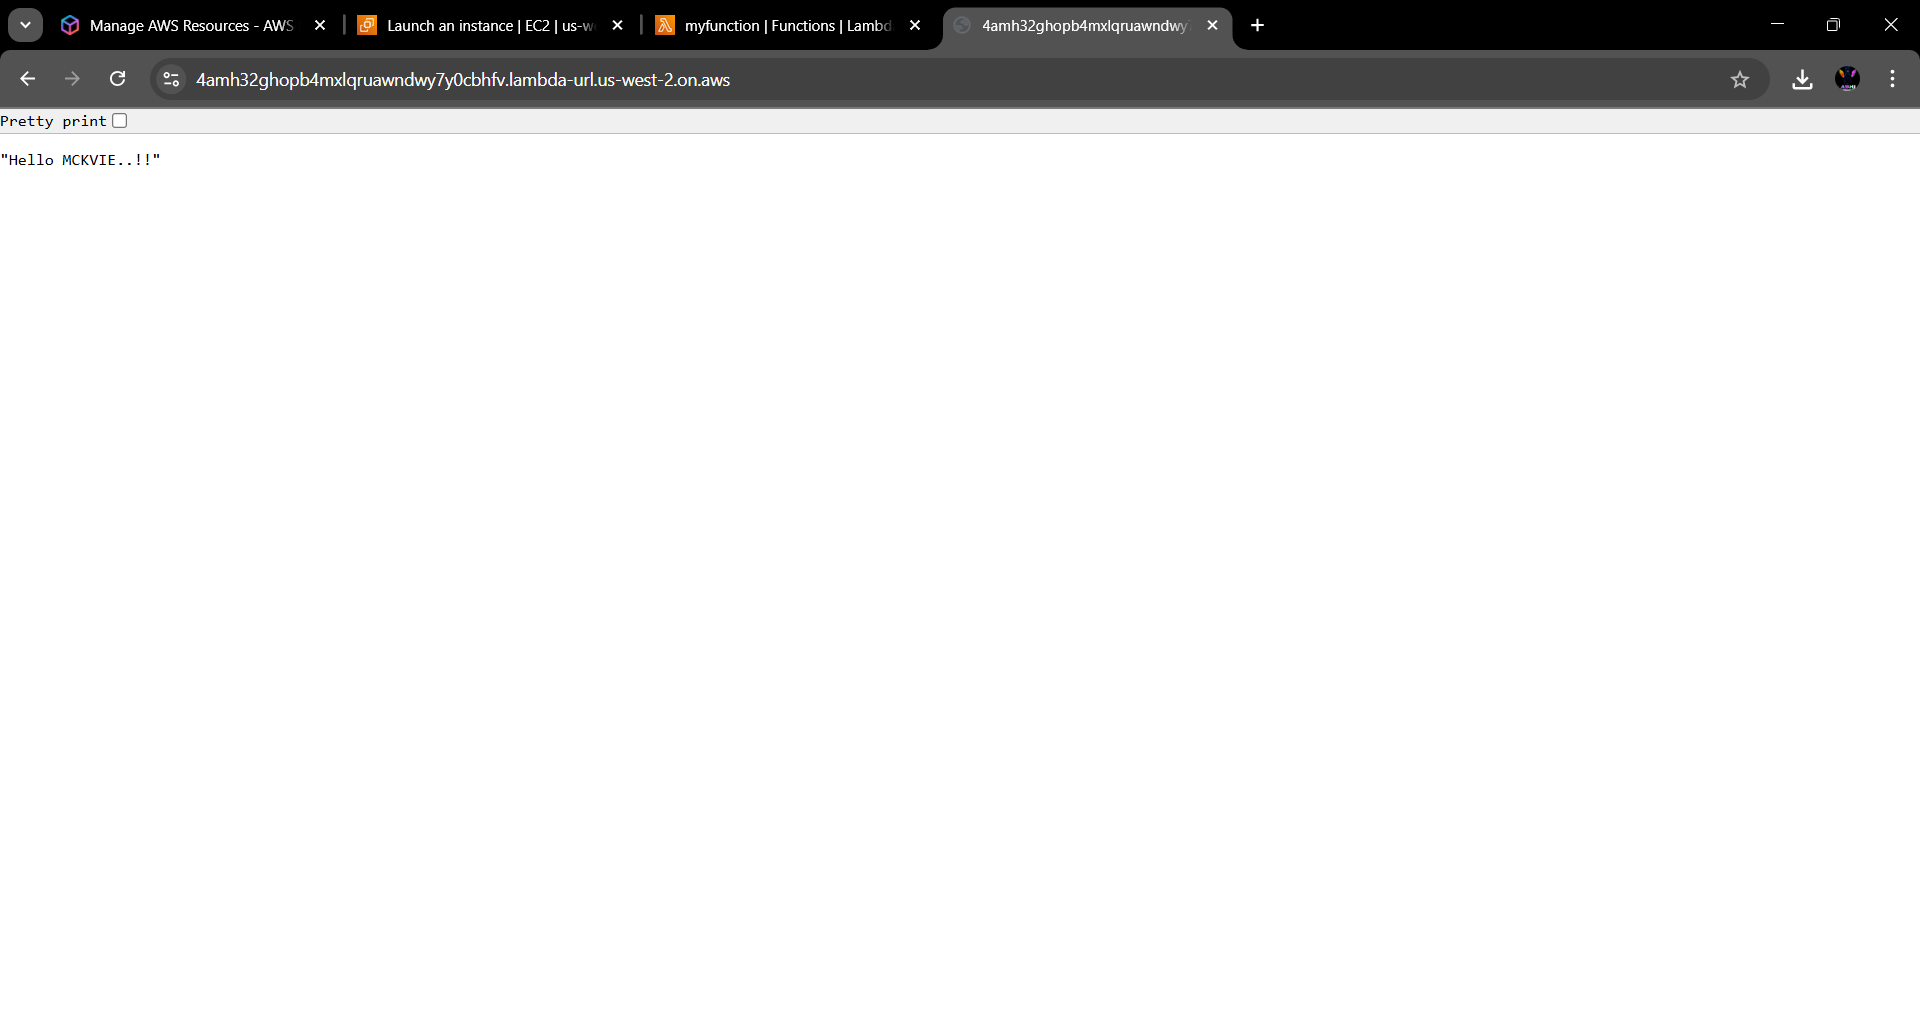 Manage AWS Resources - AWS
Launch an instance | EC2 | us-w
myfunction | Functions | Lambd
4amh32ghopb4mxlqruawndwy
4amh32ghopb4mxlqruawndwy7y0cbhfv.lambda-url.us-west-2.on.aws
Pretty print
"Hello MCKVIE..!!"